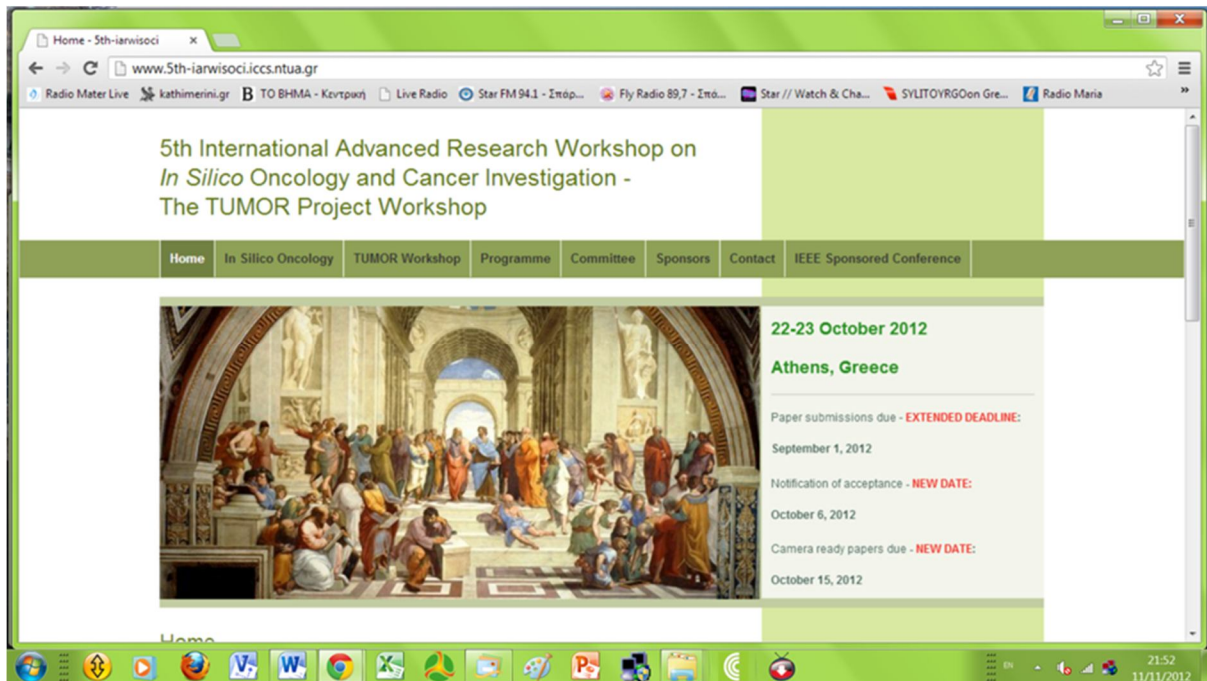 Home - 5th-iarwisoci
www.5th-iarwisoci.iccs.ntua.gr
Radio Mater Live kathimerini.gr ΤΟ ΒΗΜΑ - Κεντρική Live Radio Star FM 94.1 - Σπάρ... Fly Radio 89,7 - Σπά... Star // Watch & Cha... SYLITOYRGOon Gre... Radio Maria
5th International Advanced Research Workshop on
In Silico Oncology and Cancer Investigation -
The TUMOR Project Workshop
Home In Silico Oncology TUMOR Workshop Programme Committee Sponsors Contact IEEE Sponsored Conference
22-23 October 2012
Athens, Greece
Paper submissions due - EXTENDED DEADLINE:
September 1, 2012
Notification of acceptance - NEW DATE:
October 6, 2012
Camera ready papers due - NEW DATE:
October 15, 2012
Home
EN
21:52
11/11/2012